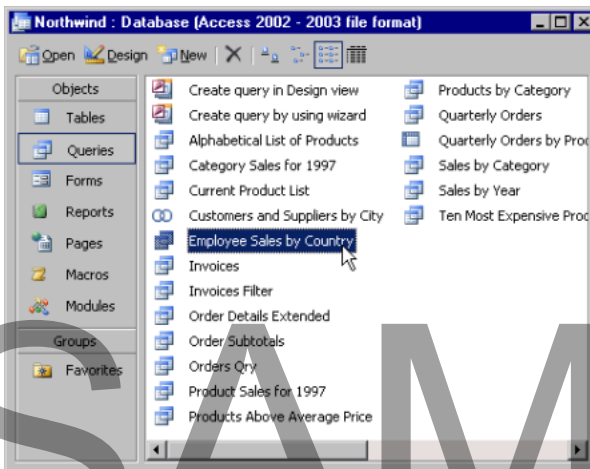 Northwind : Database (Access 2002 - 2003 file format)
Open Design New
Objects
Tables
Queries
Forms
Reports
Pages
Macros
Modules
Groups
Favorites
Create query in Design view
Create query by using wizard
Alphabetical List of Products
Category Sales for 1997
Current Product List
Customers and Suppliers by City
Employee Sales by Country
Invoices
Invoices Filter
Order Details Extended
Order Subtotals
Orders Qry
Product Sales for 1997
Products Above Average Price
Products by Category
Quarterly Orders
Quarterly Orders by Proc
Sales by Category
Sales by Year
Ten Most Expensive Proc
SAM